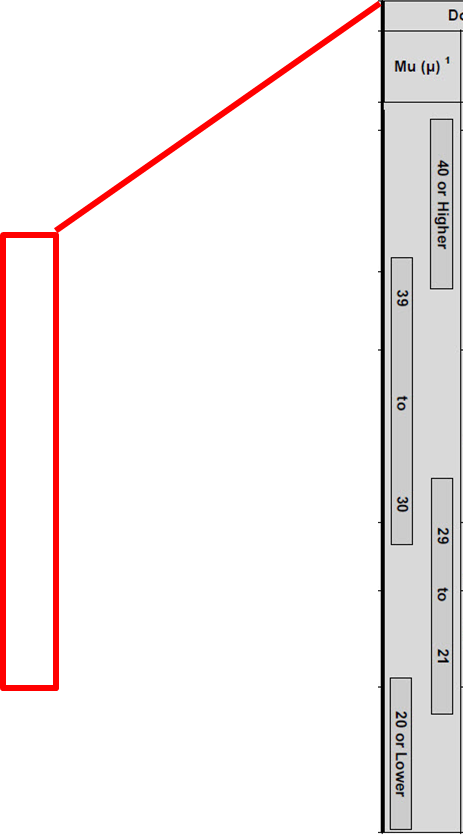 Do
Mu (µ) 1
40 or Higher
39 to 30
29 to 21
20 or Lower